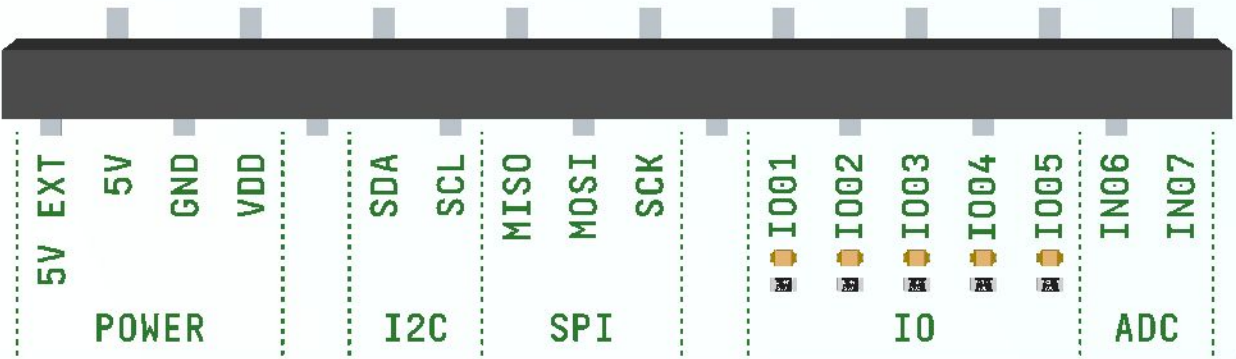 5V EXT
5V
GND
VDD
SDA
SCL
MISO
MOSI
SCK
IO01
IO02
IO03
IO04
IO05
IN06
IN07
POWER
I2C
SPI
IO
ADC